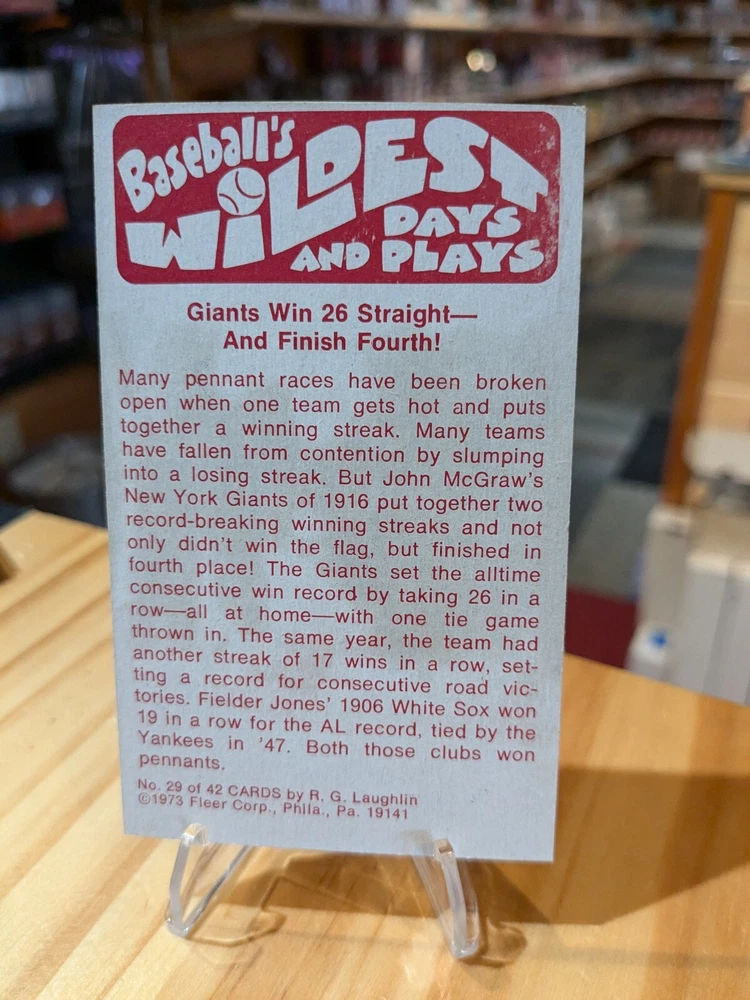 Baseball's
WiLDEST
DAYS
AND PLAYS
Giants Win 26 Straight—
And Finish Fourth!
Many pennant races have been broken
open when one team gets hot and puts
together a winning streak. Many teams
have fallen from contention by slumping
into a losing streak. But John McGraw's
New York Giants of 1916 put together two
record-breaking winning streaks and not
only didn't win the flag, but finished in
fourth place! The Giants set the alltime
consecutive win record by taking 26 in a
row—all at home—with one tie game
thrown in. The same year, the team had
another streak of 17 wins in a row, set-
ting a record for consecutive road vic-
tories. Fielder Jones' 1906 White Sox won
19 in a row for the AL record, tied by the
Yankees in '47. Both those clubs won
pennants.
No. 29 of 42 CARDS by R. G. Laughlin
©1973 Fleer Corp., Phila., Pa. 19141